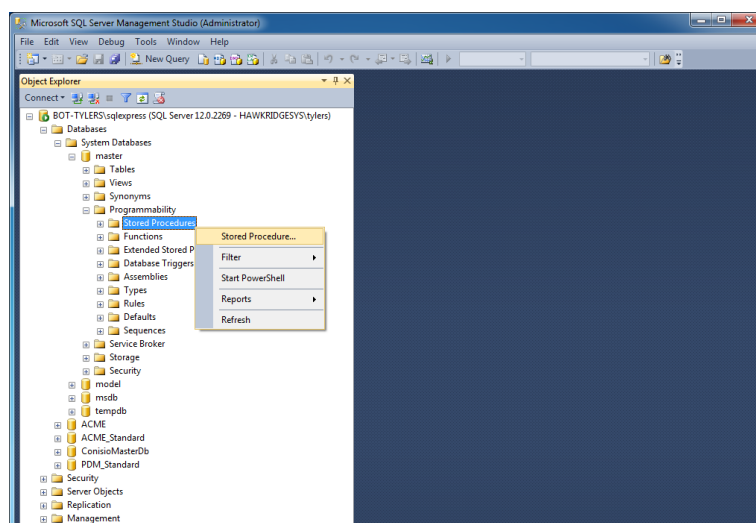 Microsoft SQL Server Management Studio (Administrator)
File Edit View Debug Tools Window Help
New Query
Object Explorer
Connect
BOT-TYLERS\sqlexpress (SQL Server 12.0.2269 - HAWKRIDGESYS\tylers)
Databases
System Databases
master
Tables
Views
Synonyms
Programmability
Stored Procedures
Functions
Stored Procedure...
Extended Stored P
Filter
Database Triggers
Assemblies
Start PowerShell
Types
Reports
Rules
Defaults
Refresh
Sequences
Service Broker
Storage
Security
model
msdb
tempdb
ACME
ACME_Standard
ConisioMasterDb
PDM_Standard
Security
Server Objects
Replication
Management